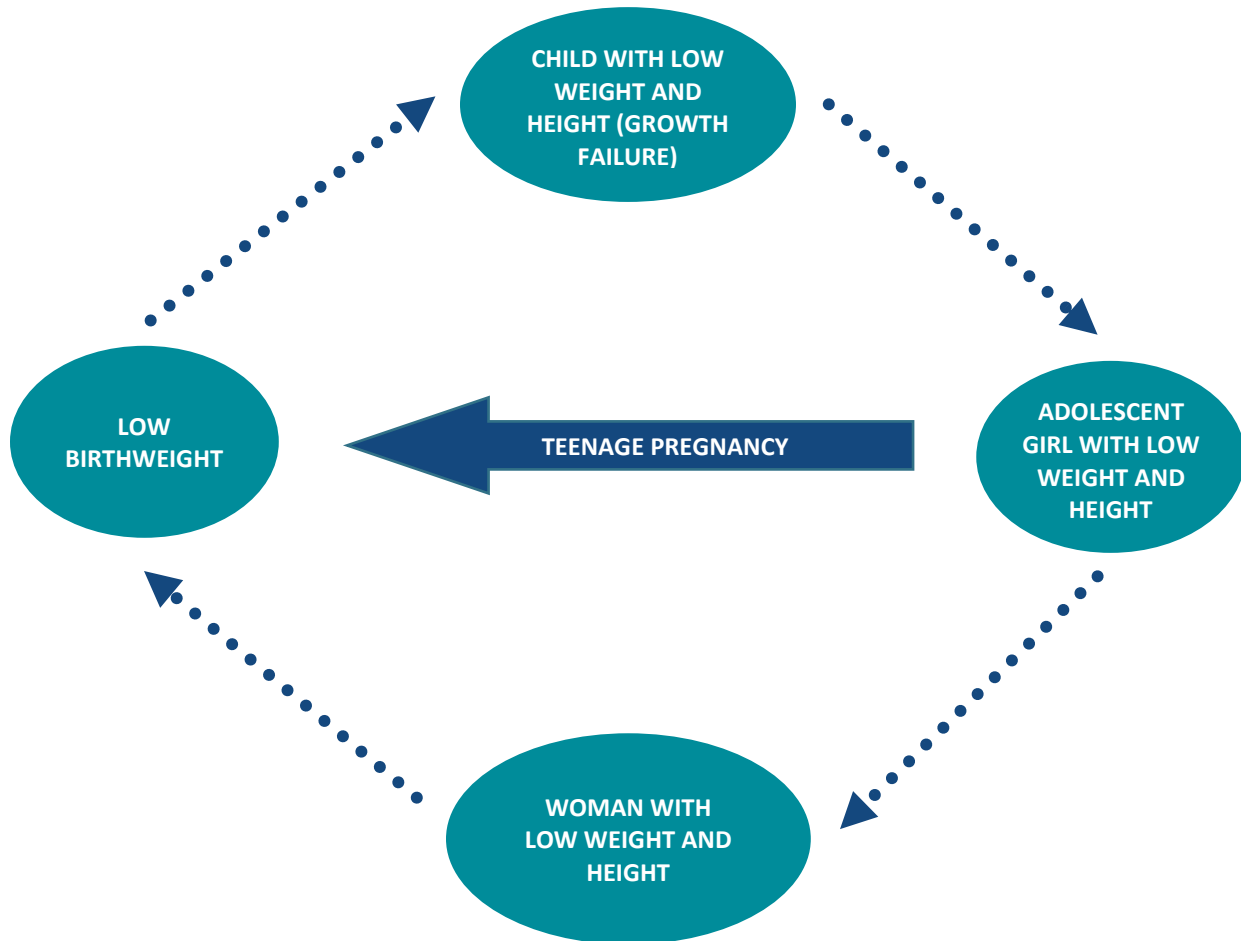 CHILD WITH LOW
WEIGHT AND
HEIGHT (GROWTH
FAILURE)
LOW
BIRTHWEIGHT
TEENAGE PREGNANCY
ADOLESCENT
GIRL WITH LOW
WEIGHT AND
HEIGHT
WOMAN WITH
LOW WEIGHT AND
HEIGHT